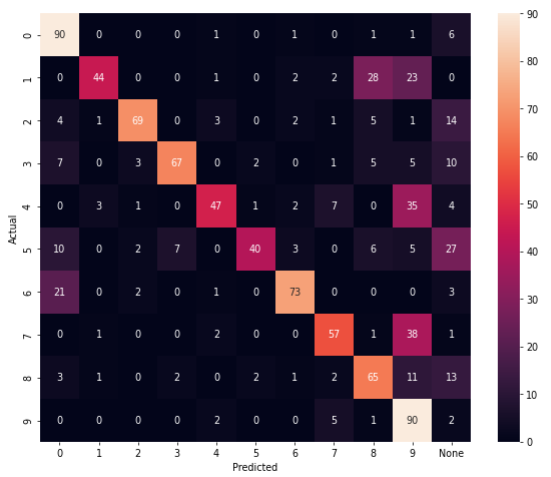 0 90 0 0 0 1 0 1 0 1 1 6
1 0 44 0 0 1 0 2 2 28 23 0
2 4 1 69 0 3 0 2 1 5 1 14
3 7 0 3 67 0 2 0 1 5 5 10
4 0 3 1 0 47 1 2 7 0 35 4
5 10 0 2 7 0 40 3 0 6 5 27
6 21 0 2 0 1 0 73 0 0 0 3
7 0 1 0 0 2 0 0 57 1 38 1
8 3 1 0 2 0 2 1 2 65 11 13
9 0 0 0 0 2 0 0 5 1 90 2
0 1 2 3 4 5 6 7 8 9 None
Predicted
Actual
90
80
70
60
50
40
30
20
10
0